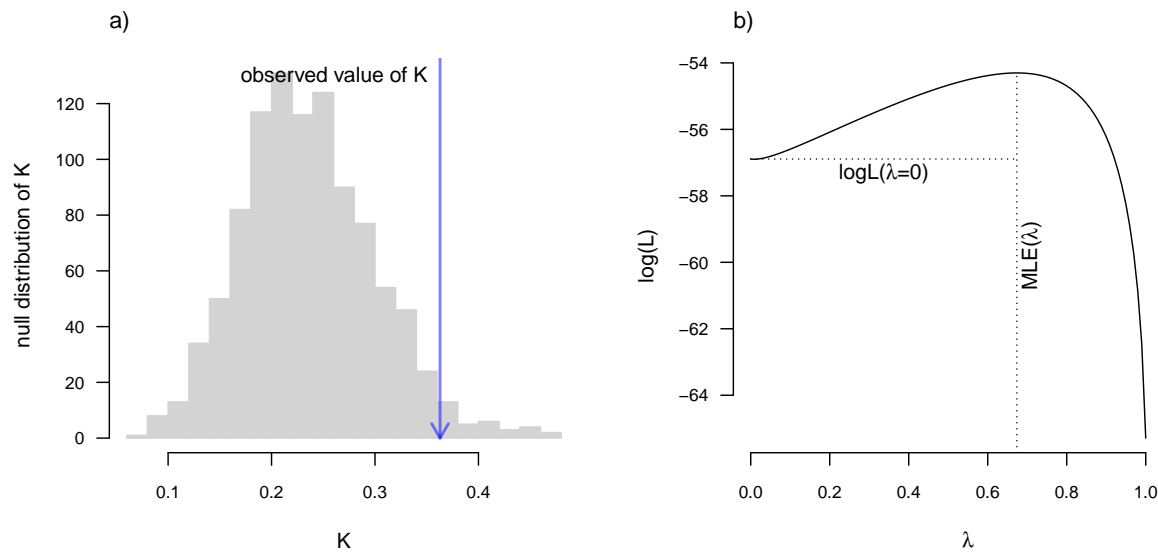 a)
observed value of K
null distribution of K
120
100
80
60
40
20
0
0.1 0.2 0.3 0.4
K
b)
log(L)
−54
−56
−58
−60
−62
−64
logL(λ=0)
MLE(λ)
0.0 0.2 0.4 0.6 0.8 1.0
λ